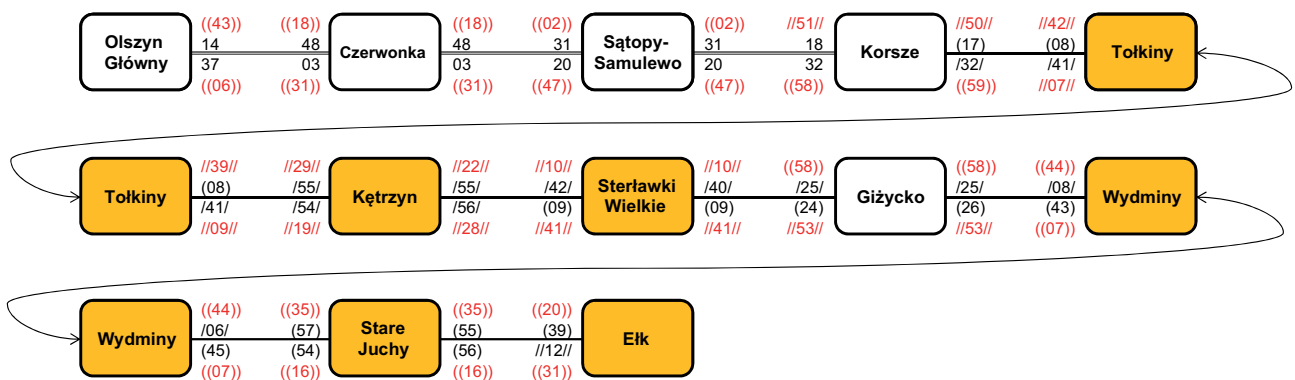 ((43)) ((18)) ((18)) ((02)) ((02)) //51// //50// //42//
14 48 48 31 31 18 (17) (08)
Olszyn Główny Czerwonka Sątopy-Samulewo Korsze Tołkiny
37 03 03 20 20 32 /32/ /41/
((06)) ((31)) ((31)) ((47)) ((47)) ((58)) ((59)) //07//
//39// //29// //22// //10// //10// ((58)) ((58)) ((44))
(08) /55/ /55/ /42/ /40/ /25/ /25/ /08/
Tołkiny Kętrzyn Sterławki Wielkie Giżycko Wydminy
/41/ /54/ /56/ (09) (09) (24) (26) (43)
//09// //19// //28// //41// //41// //53// //53// ((07))
((44)) ((35)) ((35)) ((20))
/06/ (57) (55) (39)
Wydminy Stare Juchy Ełk
(45) (54) (56) //12//
((07)) ((16)) ((16)) ((31))